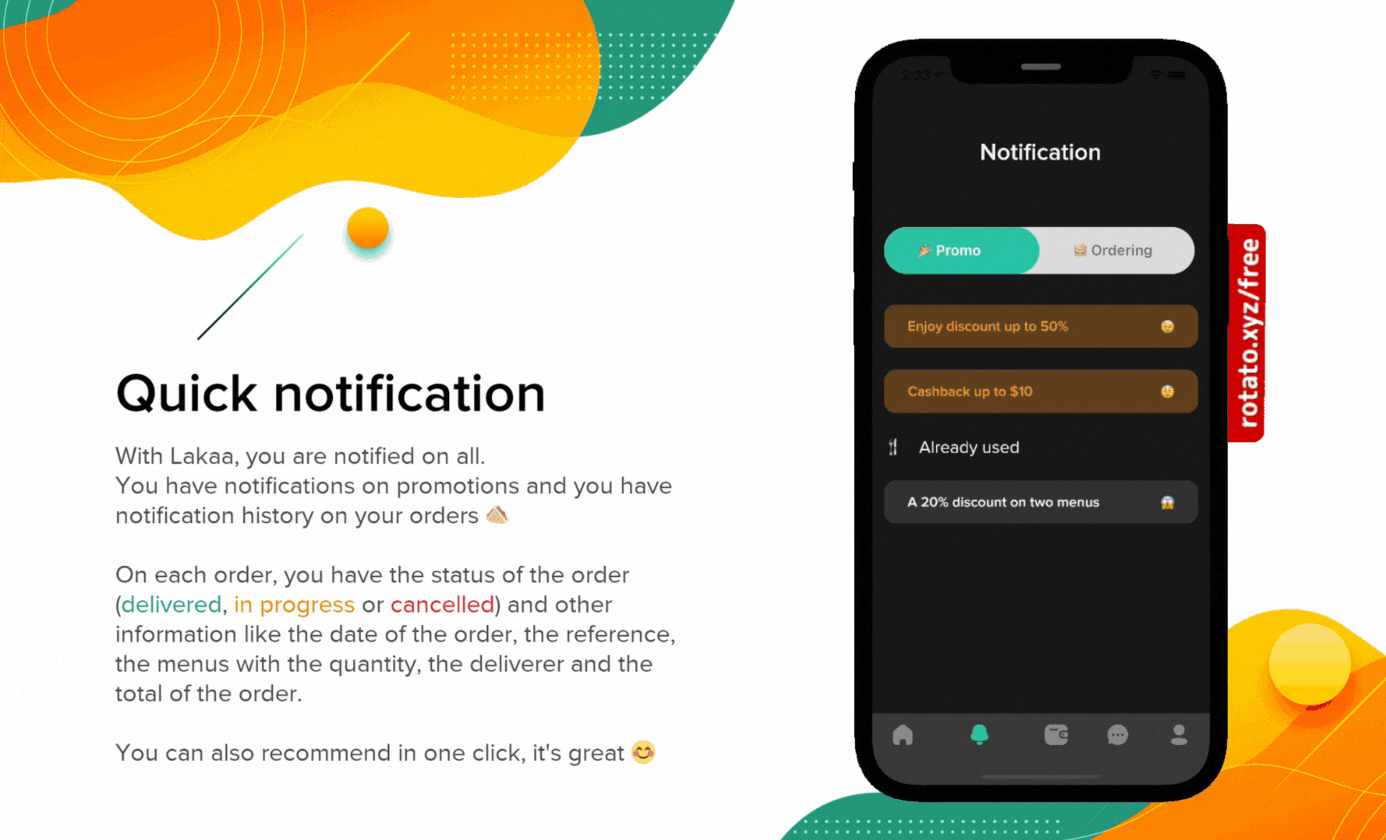 Quick notification
With Lakaa, you are notified on all.
You have notifications on promotions and you have
notification history on your orders
On each order, you have the status of the order
(delivered, in progress or cancelled) and other
information like the date of the order, the reference,
the menus with the quantity, the deliverer and the
total of the order.
You can also recommend in one click, it's great 😊
2:33
Notification
🎉 Promo
🍔 Ordering
Enjoy discount up to 50%
Cashback up to $10
🍴 Already used
A 20% discount on two menus 😱
rotato.xyz/free